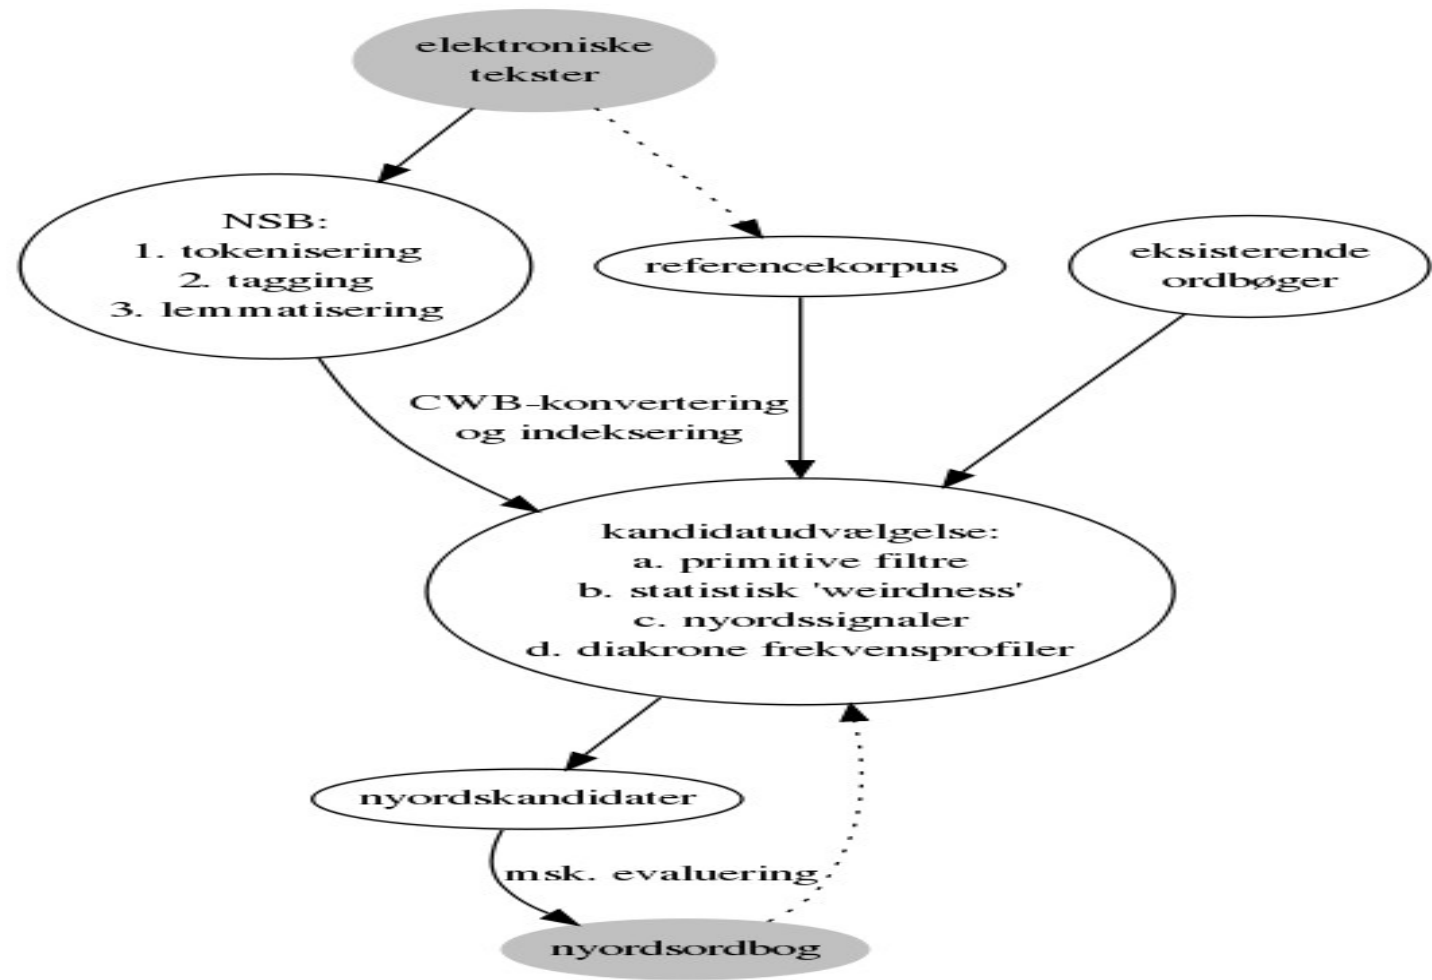 elektroniske
tekster
NSB:
1. tokenisering
2. tagging
3. lemmatisering
referencekorpus
eksisterende
ordbøger
CWB-konvertering
og indeksering
kandidatudvælgelse:
a. primitive filtre
b. statistisk 'weirdness'
c. nyordssignaler
d. diakrone frekvensprofiler
nyordskandidater
msk. evaluering
nyordsordbog